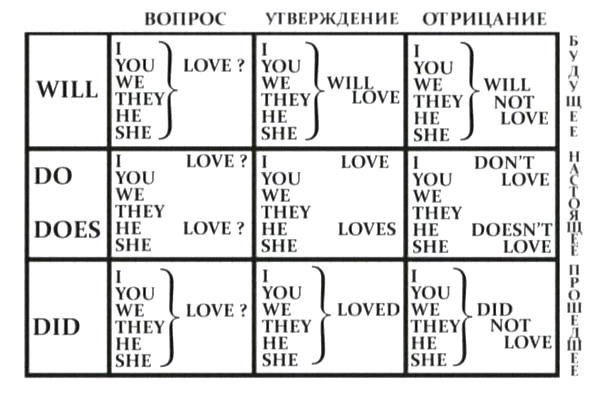 ВОПРОС УТВЕРЖДЕНИЕ ОТРИЦАНИЕ
WILL
I
YOU
WE
THEY
HE
SHE
LOVE ?
I
YOU
WE
THEY
HE
SHE
WILL
LOVE
I
YOU
WE
THEY
HE
SHE
WILL
NOT
LOVE
БУДУЩЕЕ
DO
DOES
I LOVE ?
YOU
WE
THEY
HE LOVE ?
SHE
I LOVE
YOU
WE
THEY
HE LOVES
SHE
I DON'T
YOU LOVE
WE
THEY
HE DOESN'T
SHE LOVE
НАСТОЯЩЕЕ
DID
I
YOU
WE
THEY
HE
SHE
LOVE ?
I
YOU
WE
THEY
HE
SHE
LOVED
I
YOU
WE
THEY
HE
SHE
DID
NOT
LOVE
ПРОШЕДШЕЕ